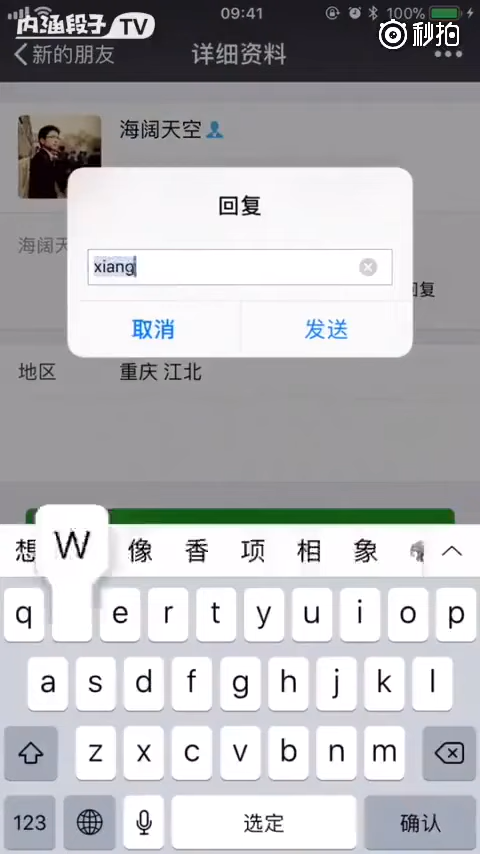 09:41
100%
内涵段子TV
秒拍
新的朋友
详细资料
海阔天空
回复
海阔天
xiang
回复
取消
发送
地区
重庆 江北
想 W 像 香 项 相 象
q e r t y u i o p
a s d f g h j k l
z x c v b n m
123 选定 确认